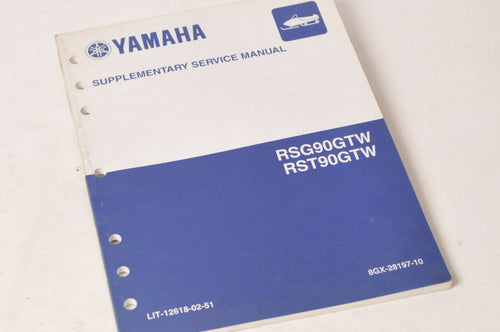 YAMAHA
SUPPLEMENTARY SERVICE MANUAL
RSG90GTW
RST90GTW
LIT-12618-02-51
8GX-28197-10